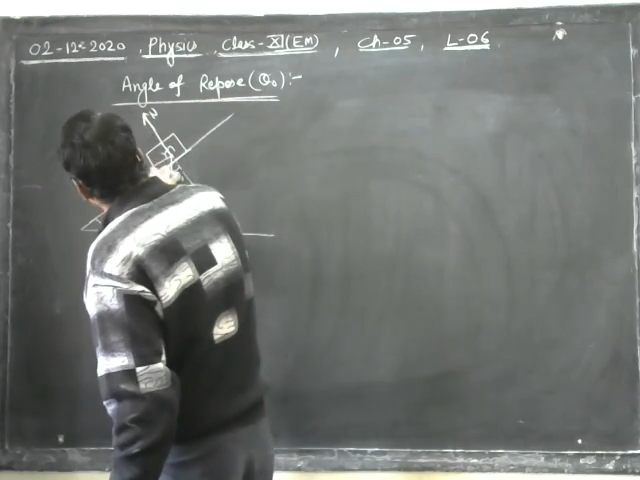 02-12-2020, Physics Class-XI(EM), Ch-05, L-06
Angle of Repose (θ₀):-
N